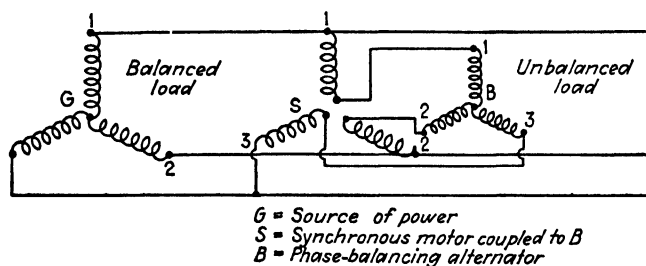 1
1
Balanced
load
1
Unbalanced
load
G
S
B
2
3
3
2
2
G = Source of power
S = Synchronous motor coupled to B
B = Phase-balancing alternator